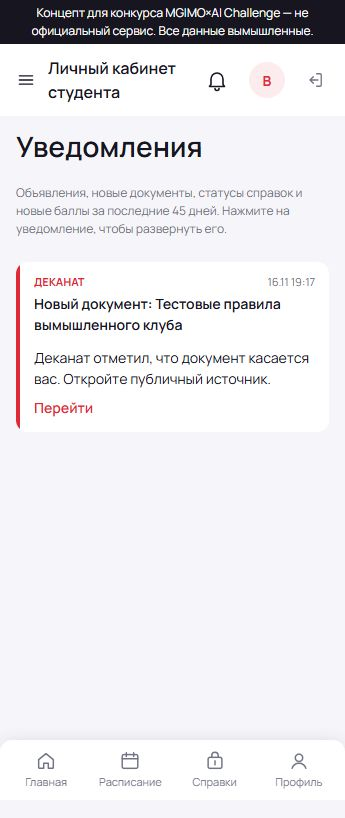 Концепт для конкурса MGIMO×AI Challenge — не
официальный сервис. Все данные вымышленные.
Личный кабинет
студента
В
Уведомления
Объявления, новые документы, статусы справок и
новые баллы за последние 45 дней. Нажмите на
уведомление, чтобы развернуть его.
ДЕКАНАТ 16.11 19:17
Новый документ: Тестовые правила
вымышленного клуба
Деканат отметил, что документ касается
вас. Откройте публичный источник.
Перейти
Главная Расписание Справки Профиль